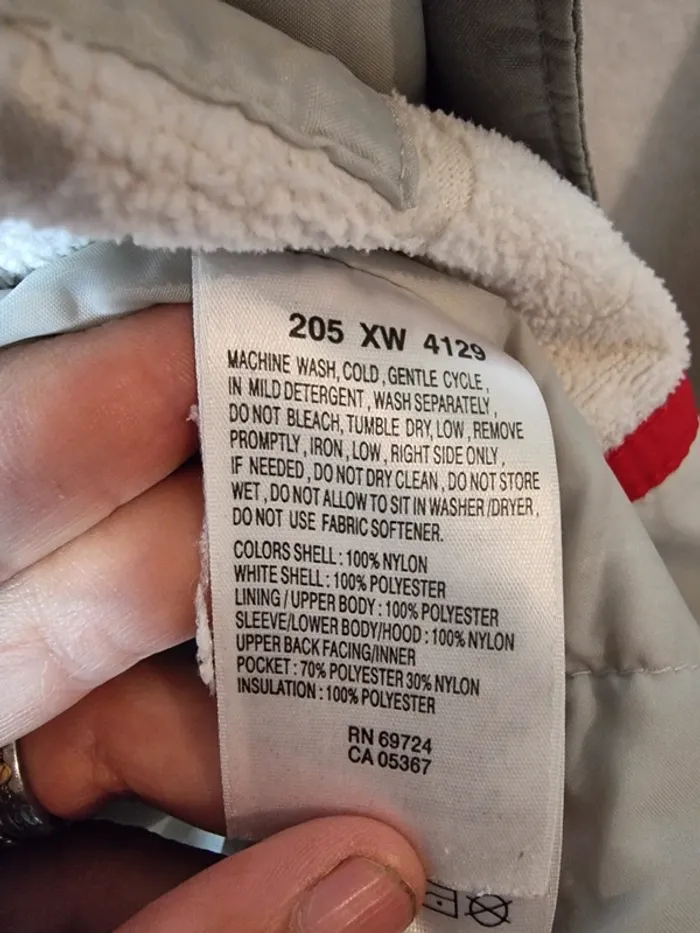 205 XW 4129
MACHINE WASH, COLD, GENTLE CYCLE,
IN MILD DETERGENT, WASH SEPARATELY,
DO NOT BLEACH, TUMBLE DRY, LOW, REMOVE
PROMPTLY, IRON, LOW, RIGHT SIDE ONLY,
IF NEEDED, DO NOT DRY CLEAN, DO NOT STORE
WET, DO NOT ALLOW TO SIT IN WASHER/DRYER,
DO NOT USE FABRIC SOFTENER.
COLORS SHELL: 100% NYLON
WHITE SHELL: 100% POLYESTER
LINING/UPPER BODY: 100% POLYESTER
SLEEVE/LOWER BODY/HOOD: 100% NYLON
UPPER BACK FACING/INNER
POCKET: 70% POLYESTER 30% NYLON
INSULATION: 100% POLYESTER
RN 69724
CA 05367